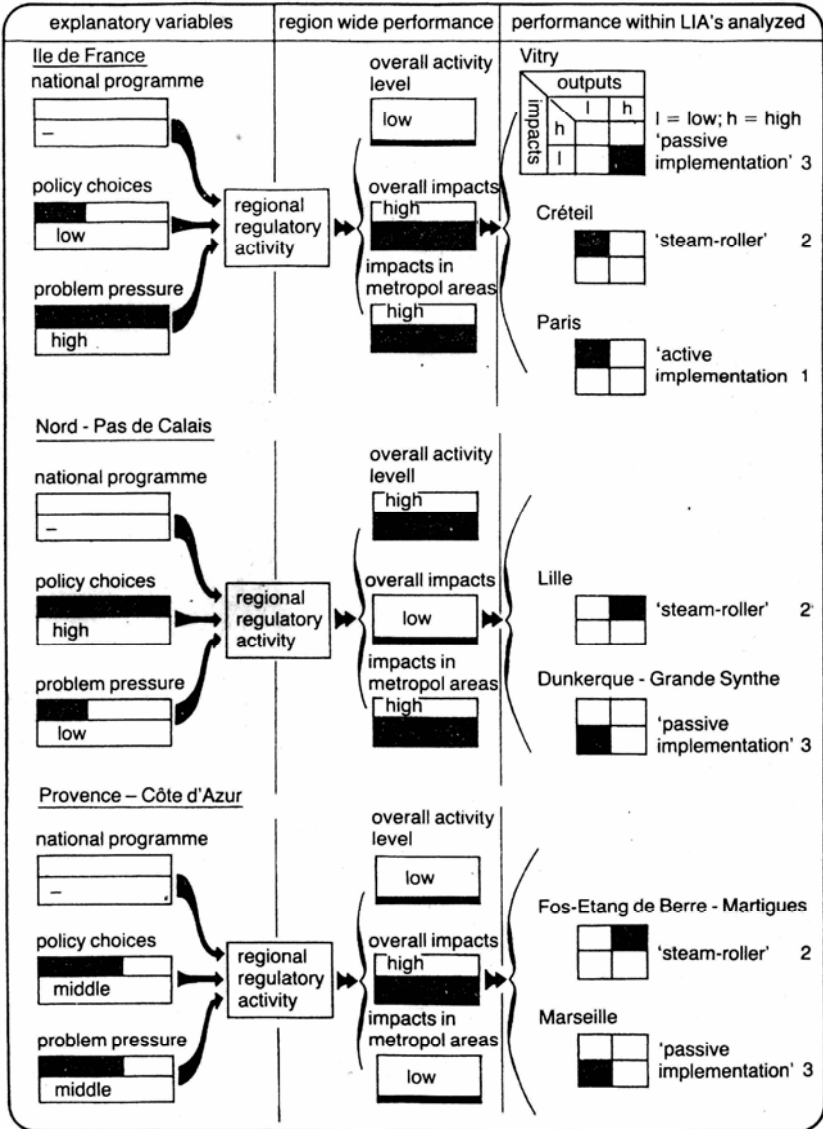 explanatory variables
region wide performance
performance within LIA's analyzed
Ile de France
national programme
–
policy choices
low
problem pressure
high
regional
regulatory
activity
overall activity
level
low
overall impacts
high
impacts in
metropol areas
high
Vitry
outputs
impacts
l h
h
l
l = low; h = high
'passive
implementation' 3
Créteil
'steam-roller' 2
Paris
'active
implementation 1
Nord - Pas de Calais
national programme
–
policy choices
high
problem pressure
low
regional
regulatory
activity
overall activity
levell
high
overall impacts
low
impacts in
metropol areas
high
Lille
'steam-roller' 2
Dunkerque - Grande Synthe
'passive
implementation' 3
Provence – Côte d'Azur
national programme
–
policy choices
middle
problem pressure
middle
regional
regulatory
activity
overall activity
level
low
overall impacts
high
impacts in
metropol areas
low
Fos-Etang de Berre - Martigues
'steam-roller' 2
Marseille
'passive
implementation' 3